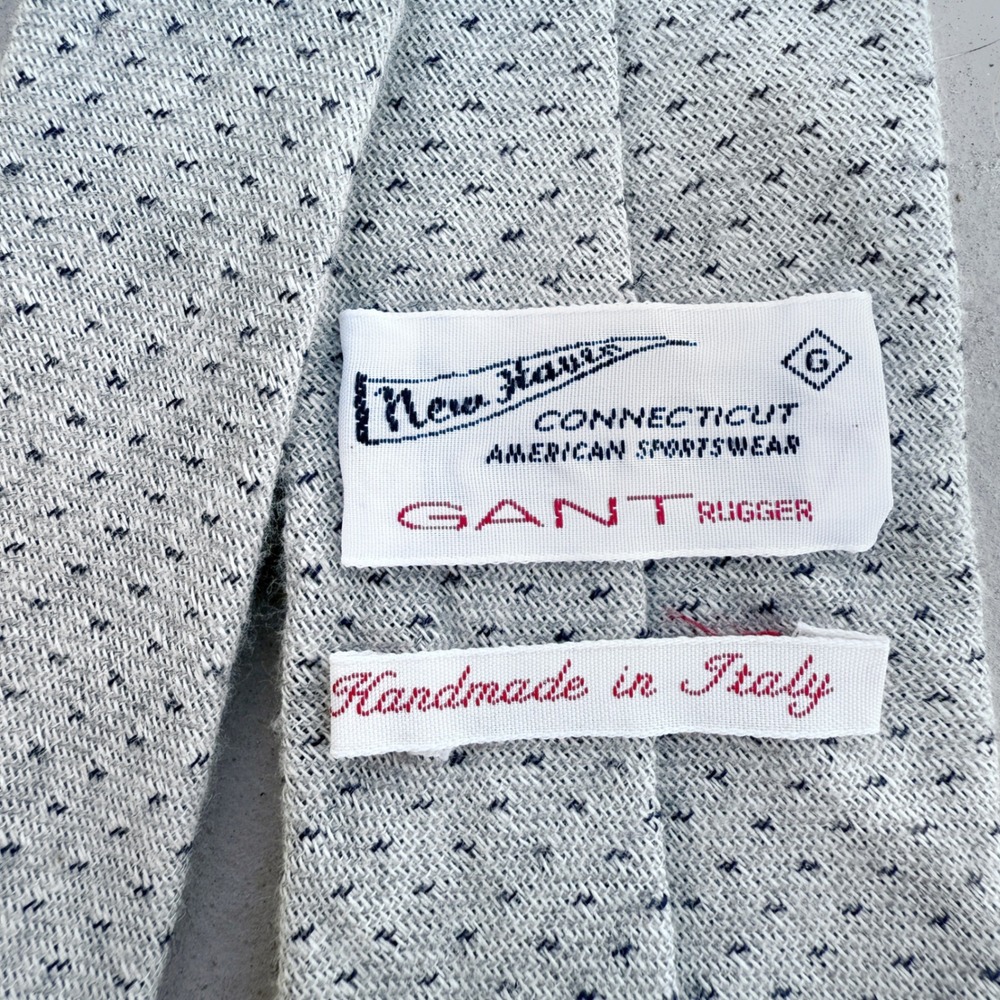 New Haven
G
CONNECTICUT
AMERICAN SPORTSWEAR
GANT RUGGER
Handmade in Italy